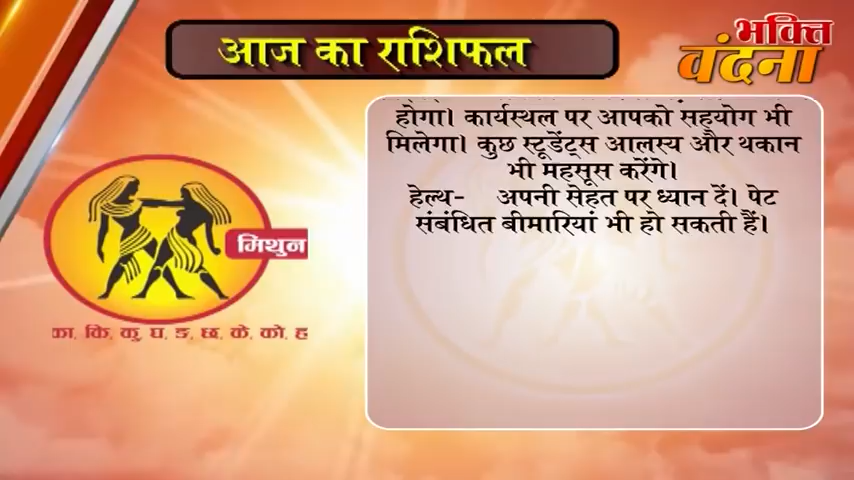 आज का राशिफल
भक्ति
वंदना
होगा। कार्यस्थल पर आपको सहयोग भी
मिलेगा। कुछ स्टूडेंट्स आलस्य और थकान
भी महसूस करेंगे।
हेल्थ- अपनी सेहत पर ध्यान दें। पेट
संबंधित बीमारियां भी हो सकती हैं।
मिथुन
का, कि, कु, घ, ङ, छ, के, को, ह